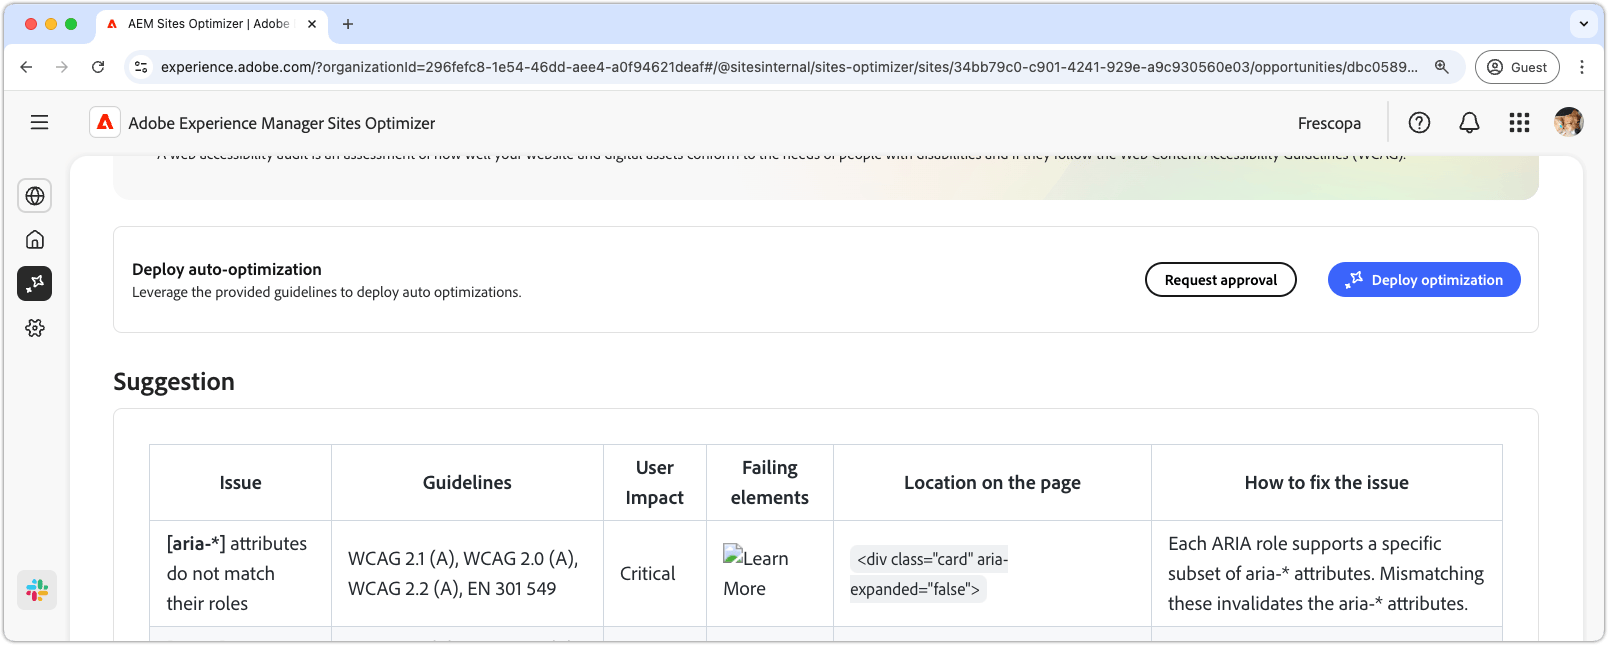 AEM Sites Optimizer | Adobe
experience.adobe.com/?organizationId=296fefc8-1e54-46dd-aee4-a0f94621deaf#/@sitesinternal/sites-optimizer/sites/34bb79c0-c901-4241-929e-a9c930560e03/opportunities/dbc0589...
Guest
Adobe Experience Manager Sites Optimizer
Frescopa
A web accessibility audit is an assessment of how well your website and digital assets conform to the needs of people with disabilities and if they follow the Web Content Accessibility Guidelines (WCAG).
Deploy auto-optimization
Leverage the provided guidelines to deploy auto optimizations.
Request approval
Deploy optimization
Suggestion
Issue
Guidelines
User
Impact
Failing
elements
Location on the page
How to fix the issue
[aria-*] attributes
do not match
their roles
WCAG 2.1 (A), WCAG 2.0 (A),
WCAG 2.2 (A), EN 301 549
Critical
Learn
More
<div class="card" aria-
expanded="false">
Each ARIA role supports a specific
subset of aria-* attributes. Mismatching
these invalidates the aria-* attributes.